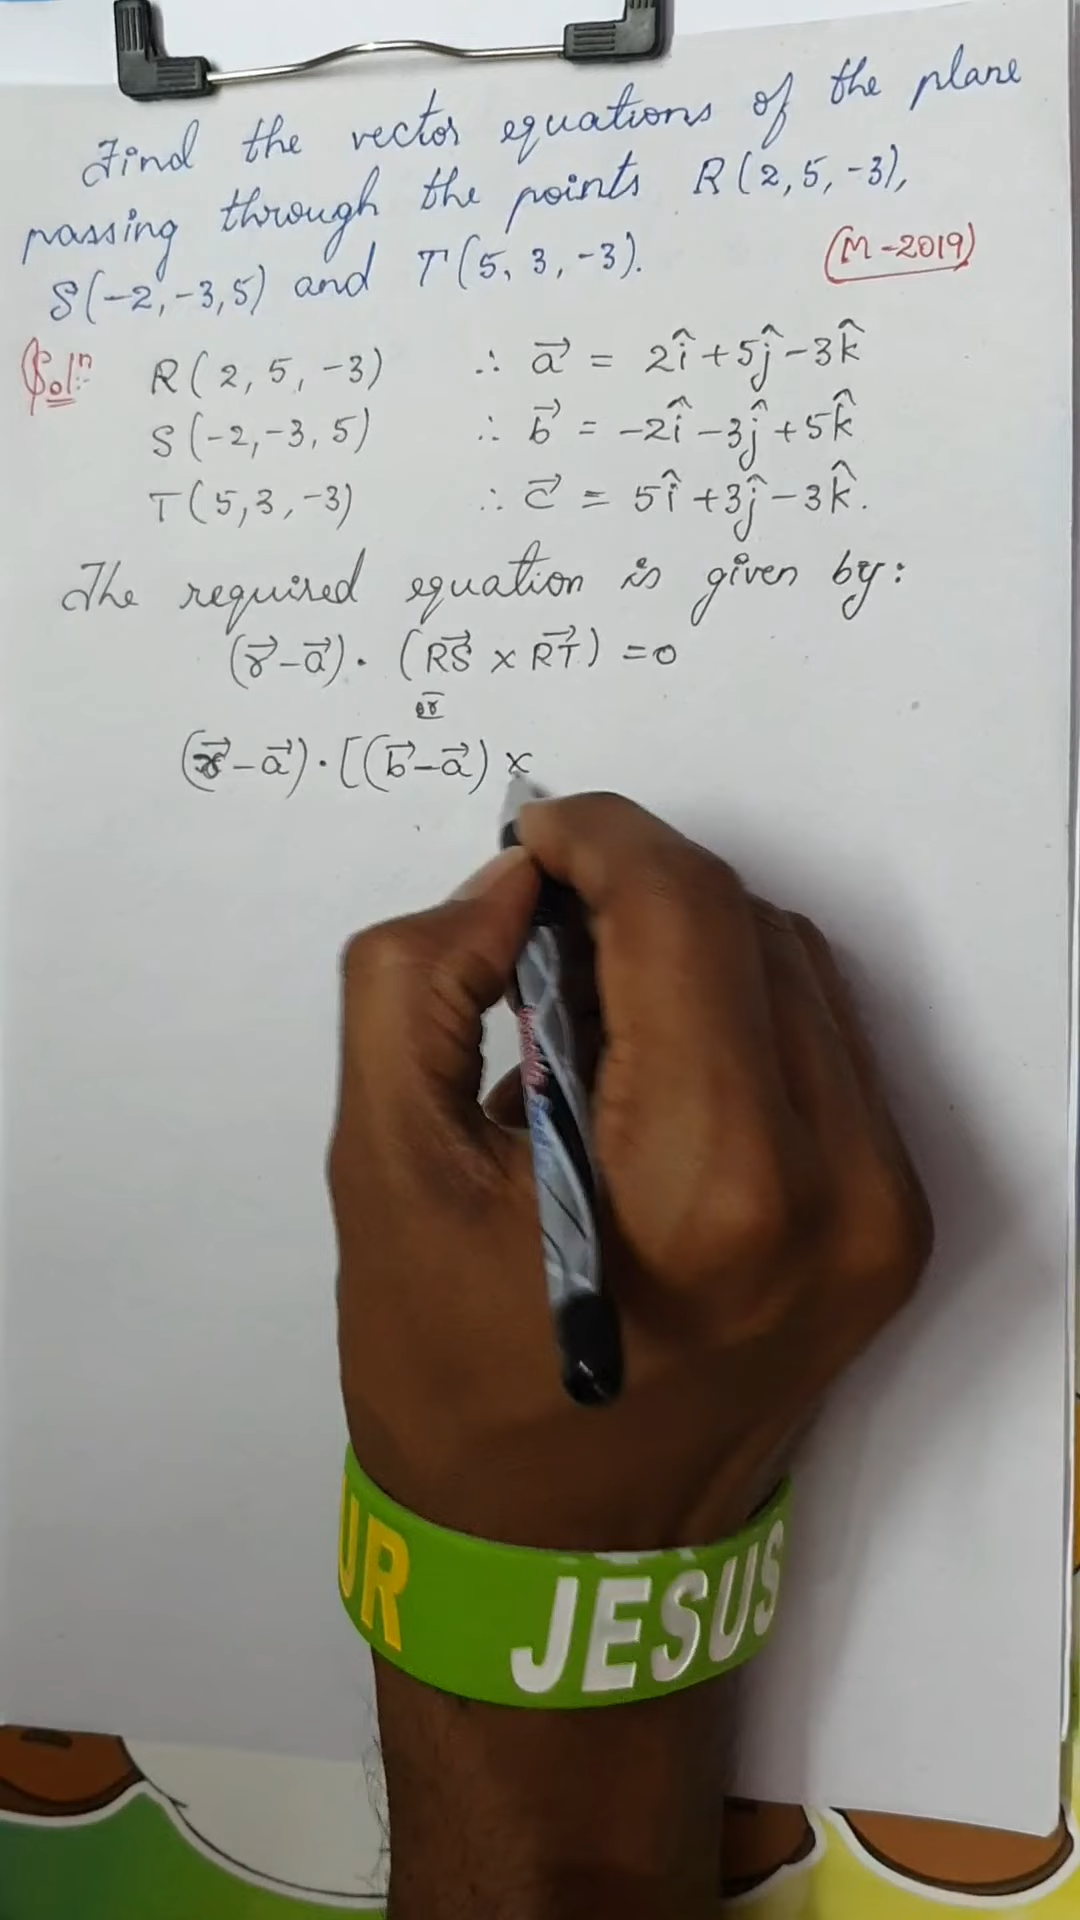 Find the vector equations of the plane
passing through the points R(2,5,-3),
S(-2,-3,5) and T(5,3,-3).
(M-2019)
Solⁿ:-
R(2,5,-3) ∴ a⃗ = 2î+5ĵ-3k̂
S(-2,-3,5) ∴ b⃗ = -2î-3ĵ+5k̂
T(5,3,-3) ∴ c⃗ = 5î+3ĵ-3k̂.
The required equation is given by:
(r⃗-a⃗)·(RS⃗ × RT⃗)=0
or
(r⃗-a⃗)·[(b⃗-a⃗)×
UR JESUS